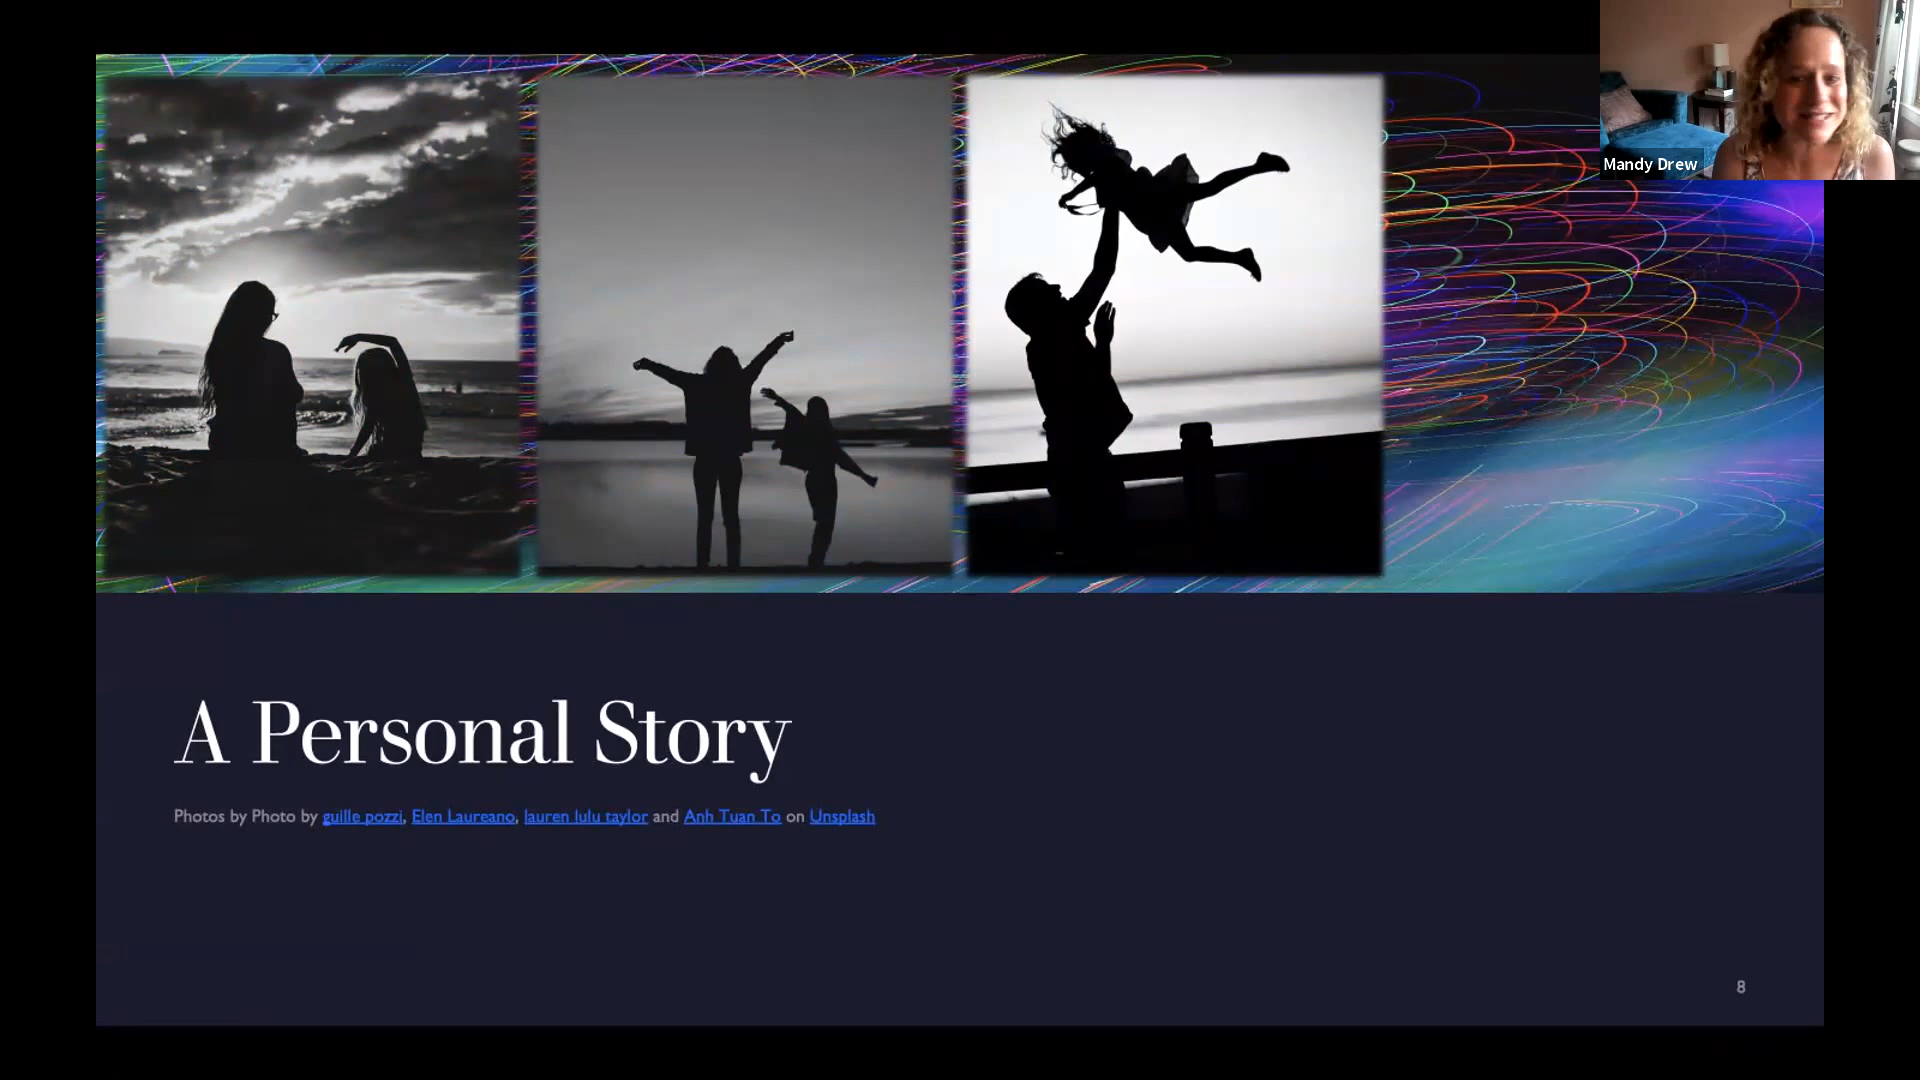 Mandy Drew
A Personal Story
Photos by Photo by guille pozzi, Elen Laureano, lauren lulu taylor and Anh Tuan To on Unsplash
8